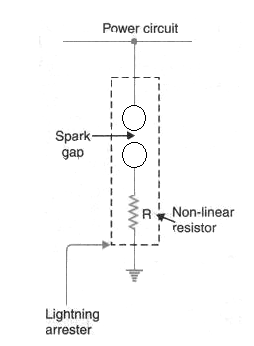 Power circuit
Spark
gap
R
Non-linear
resistor
Lightning
arrester